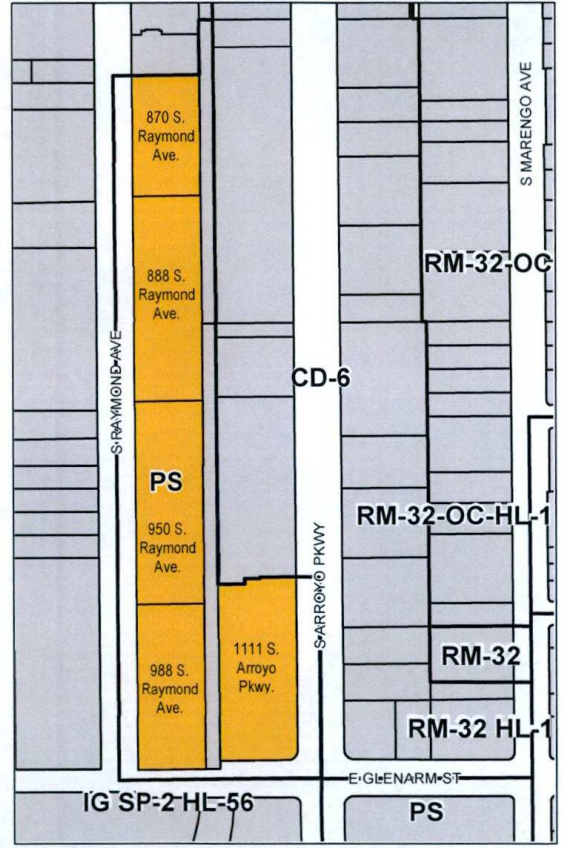 870 S.
Raymond
Ave.
S MARENGO AVE
RM-32-OC
888 S.
Raymond
Ave.
S RAYMOND AVE
CD-6
PS
RM-32-OC-HL-1
950 S.
Raymond
Ave.
S ARROYO PKWY
1111 S.
Arroyo
Pkwy.
RM-32
988 S.
Raymond
Ave.
RM-32 HL-1
E GLENARM ST
IG SP-2 HL-56
PS